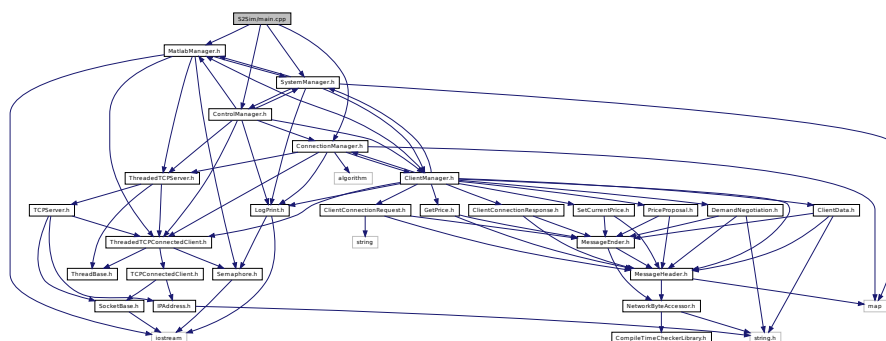 S2Sim/main.cpp
MatlabManager.h
SystemManager.h
ControlManager.h
ConnectionManager.h
ThreadedTCPServer.h
algorithm
ClientManager.h
TCPServer.h
LogPrint.h
ClientConnectionRequest.h
GetPrice.h
ClientConnectionResponse.h
SetCurrentPrice.h
PriceProposal.h
DemandNegotiation.h
ClientData.h
ThreadedTCPConnectedClient.h
string
MessageEnder.h
ThreadBase.h
TCPConnectedClient.h
Semaphore.h
MessageHeader.h
SocketBase.h
IPAddress.h
NetworkByteAccessor.h
map
iostream
CompileTimeCheckerLibrary.h
string.h